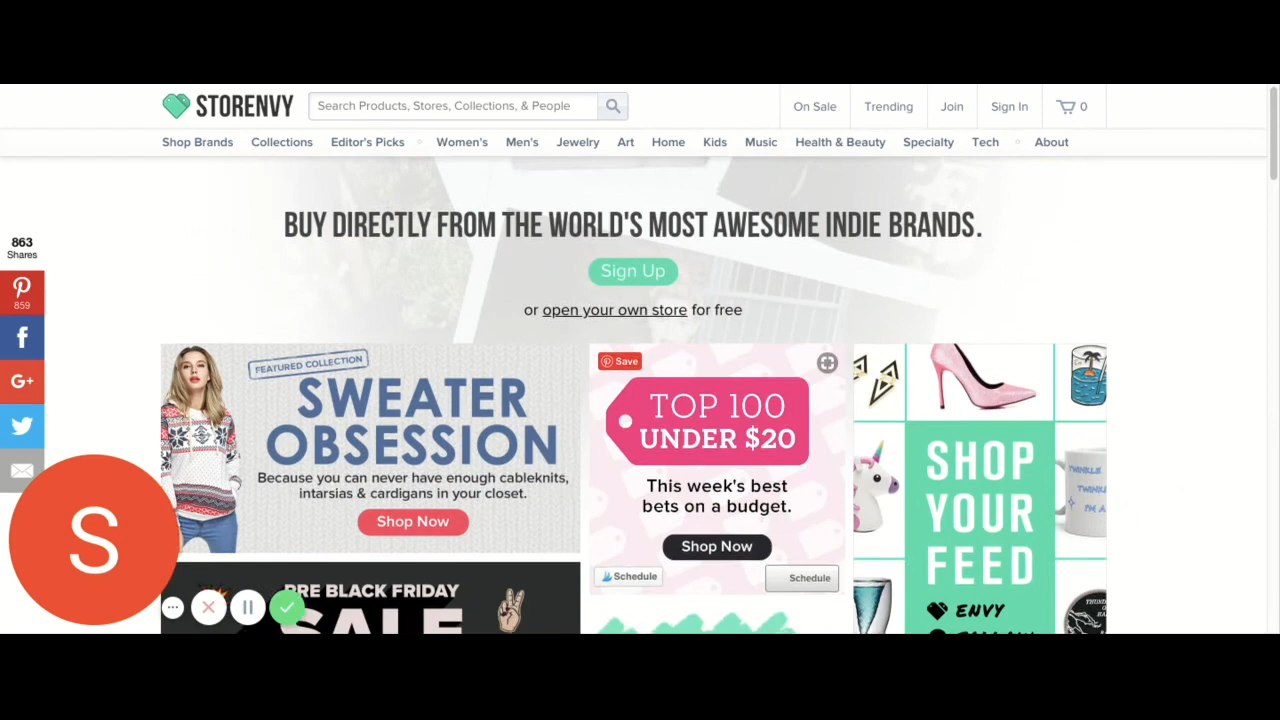 STORENVY
Search Products, Stores, Collections, & People
On Sale
Trending
Join
Sign In
0
Shop Brands
Collections
Editor's Picks
Women's
Men's
Jewelry
Art
Home
Kids
Music
Health & Beauty
Specialty
Tech
About
BUY DIRECTLY FROM THE WORLD'S MOST AWESOME INDIE BRANDS.
Sign Up
or open your own store for free
863
Shares
859
G+
S
FEATURED COLLECTION
SWEATER
OBSESSION
Because you can never have enough cableknits,
intarsias & cardigans in your closet.
Shop Now
PRE BLACK FRIDAY
SALE
Save
TOP 100
UNDER $20
This week's best
bets on a budget.
Shop Now
Schedule
Schedule
SHOP
YOUR
FEED
ENVY
TWINKLE
I'M A